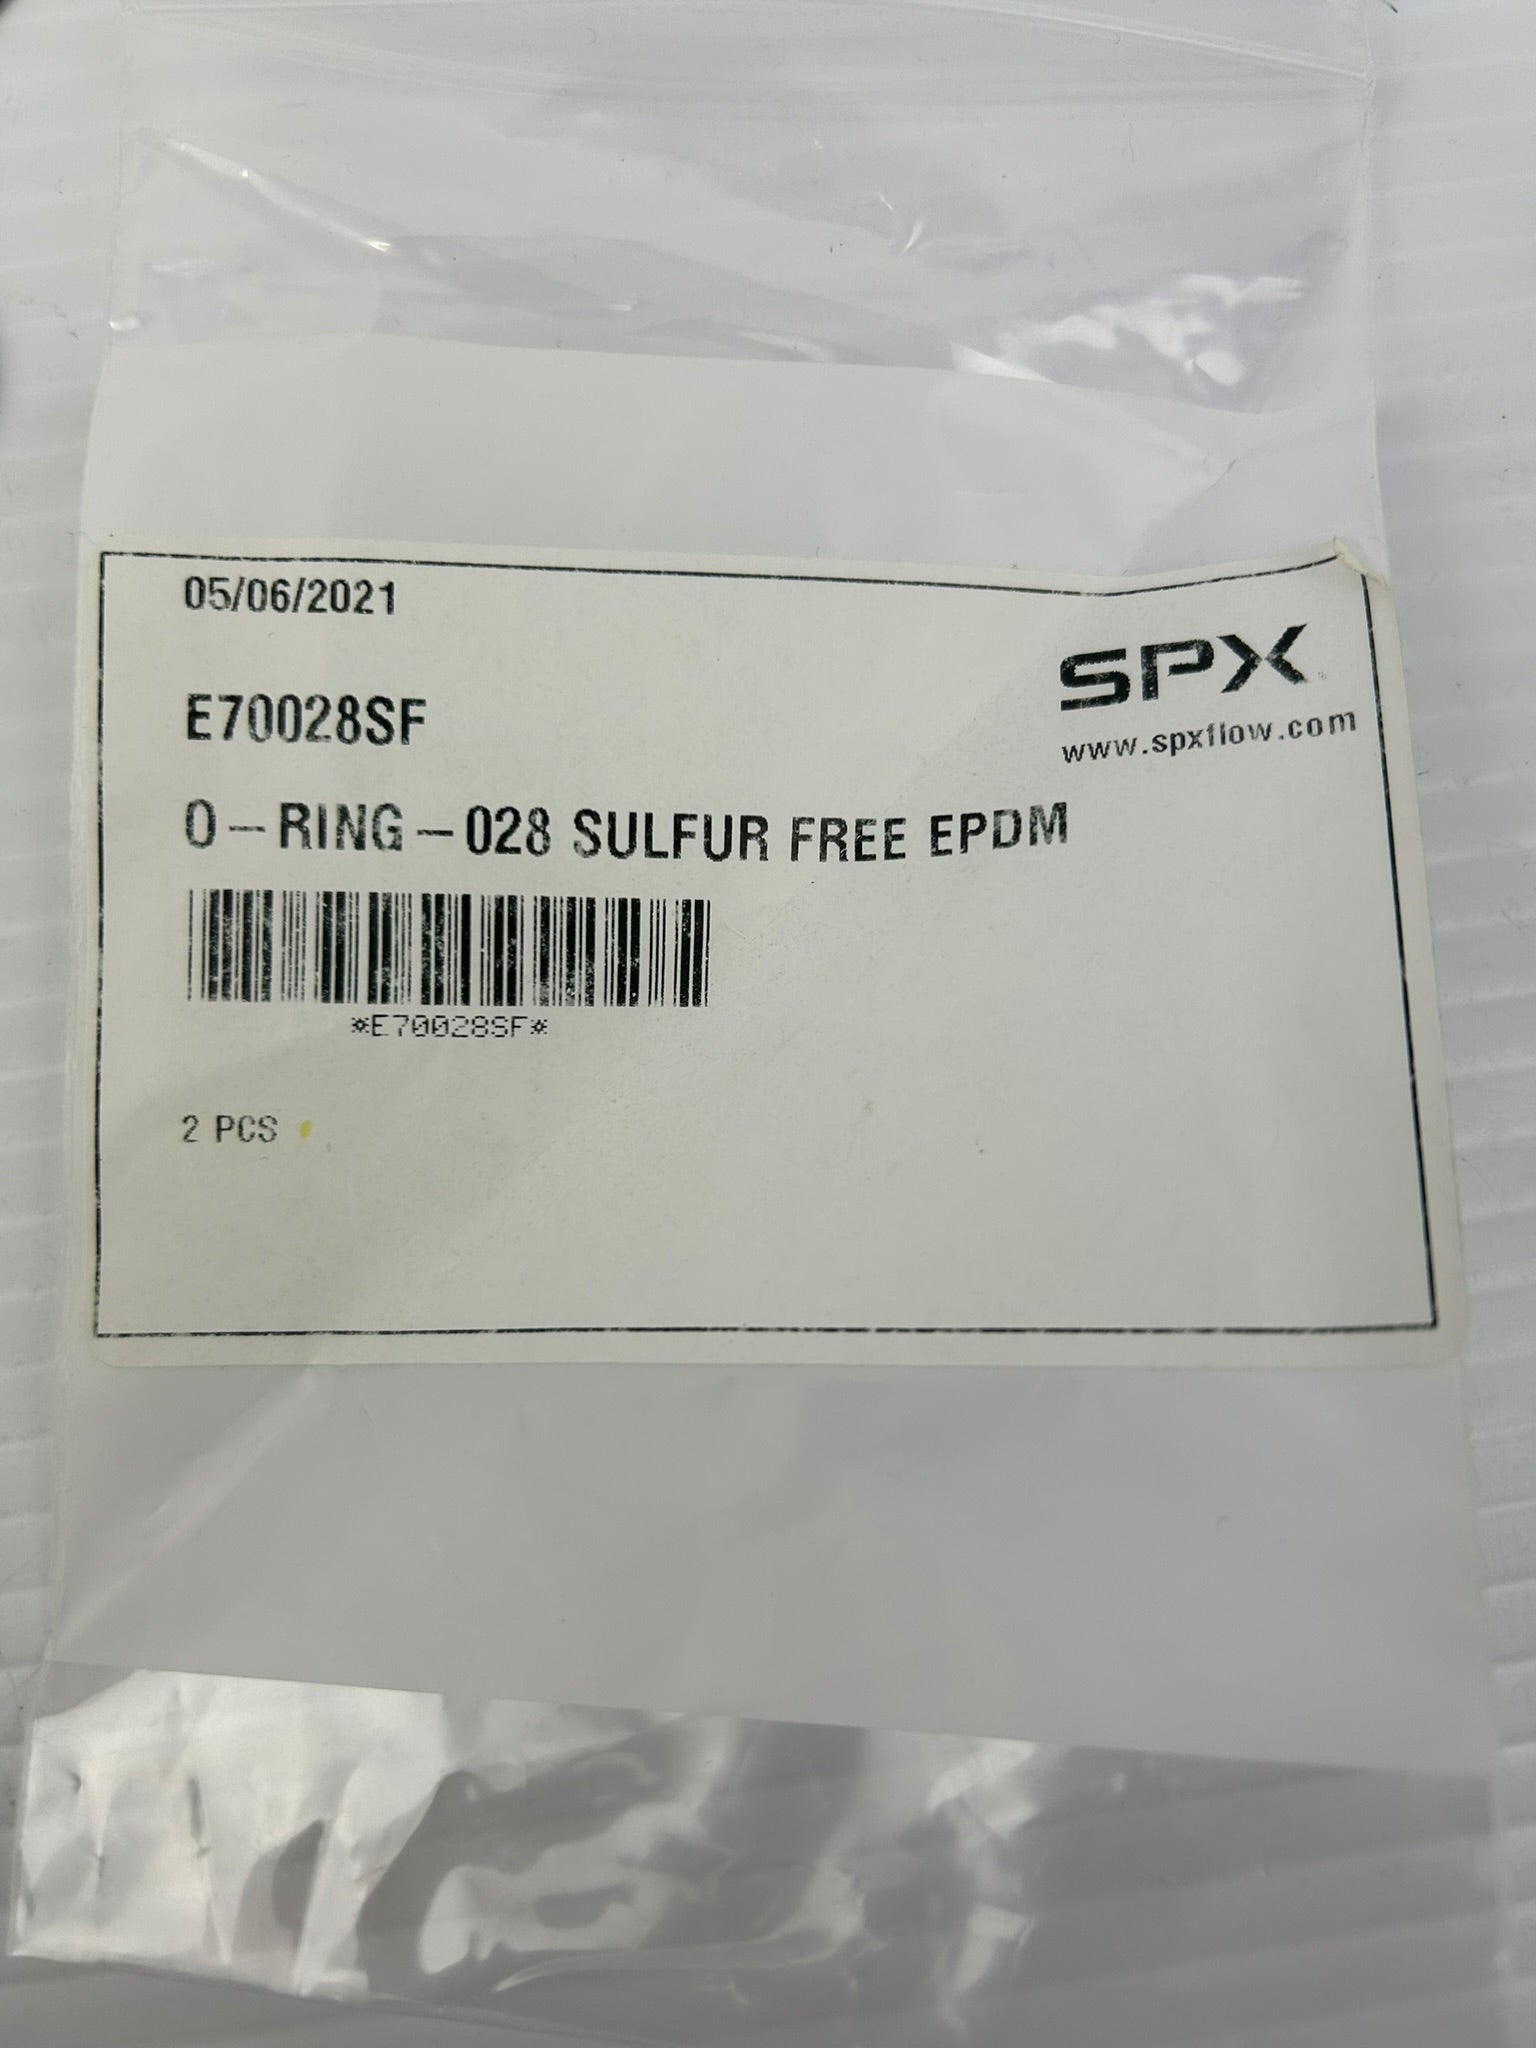 05/06/2021
SPX
www.spxflow.com
E70028SF
O-RING-028 SULFUR FREE EPDM
*E70028SF*
2 PCS